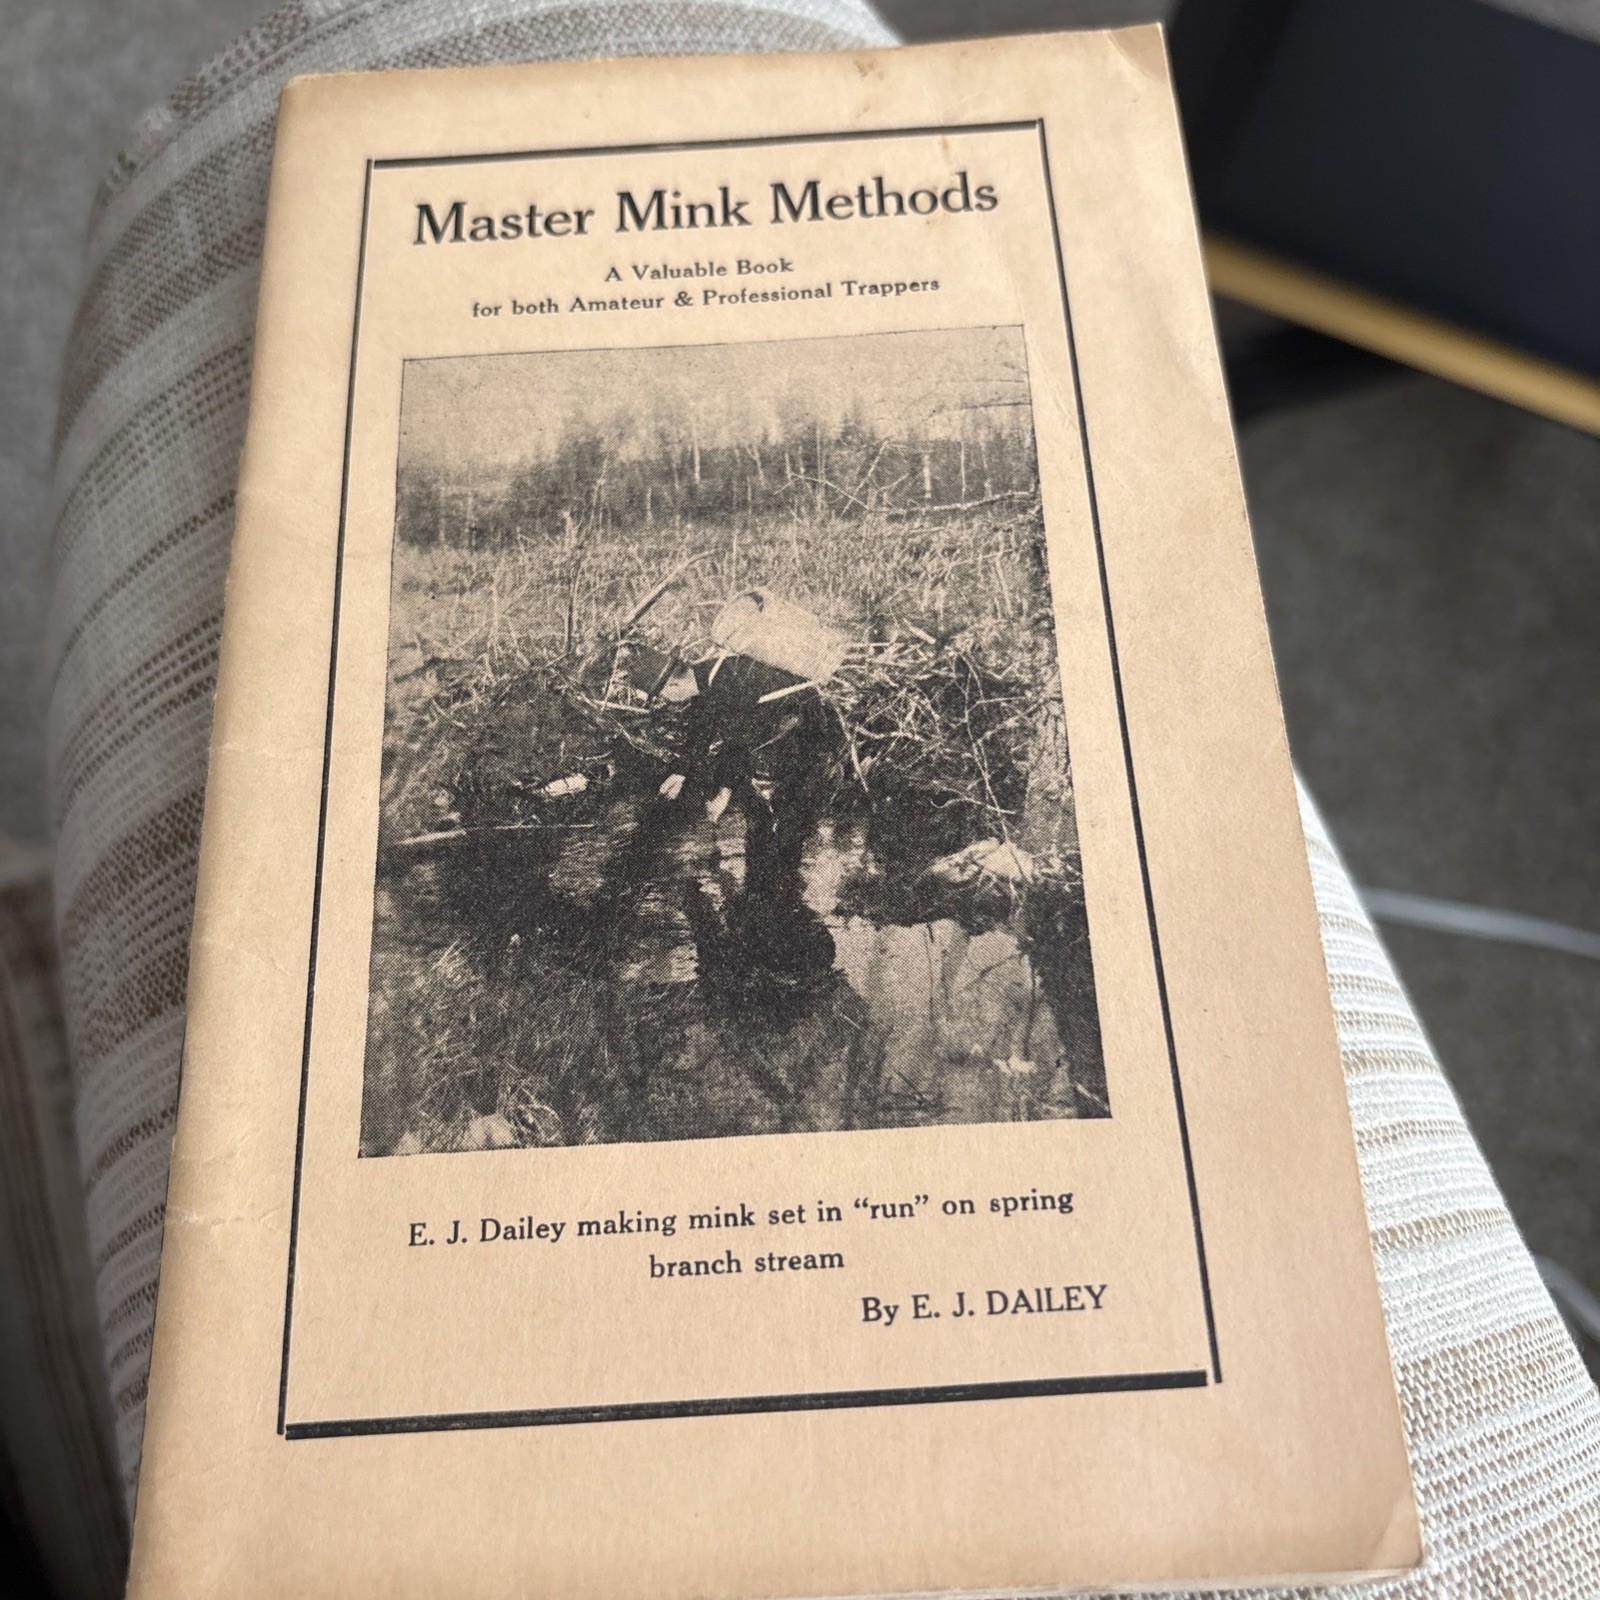 Master Mink Methods
A Valuable Book
for both Amateur & Professional Trappers
E. J. Dailey making mink set in “run” on spring
branch stream
By E. J. DAILEY